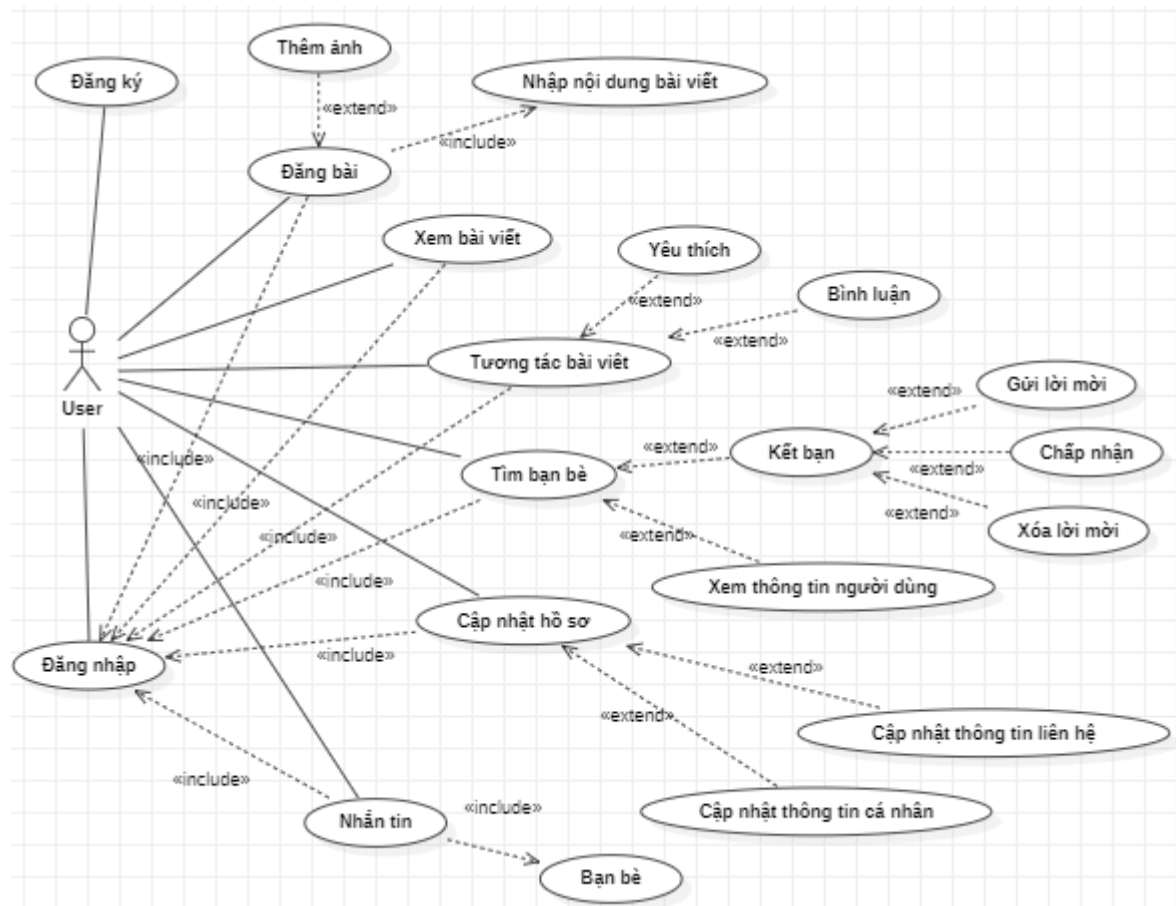 Thêm ảnh
Đăng ký
Nhập nội dung bài viết
«extend»
«include»
Đăng bài
Xem bài viết
Yêu thích
Bình luận
«extend»
«extend»
Tương tác bài viêt
User
Gửi lời mời
«extend»
Kết bạn
Chấp nhận
«extend»
«include»
Tìm bạn bè
«extend»
«include»
«extend»
Xóa lời mời
«include»
«extend»
«include»
Xem thông tin người dùng
Cập nhật hồ sơ
Đăng nhập
«include»
«extend»
«extend»
Cập nhật thông tin liên hệ
«include»
«include»
Cập nhật thông tin cá nhân
Nhắn tin
Bạn bè